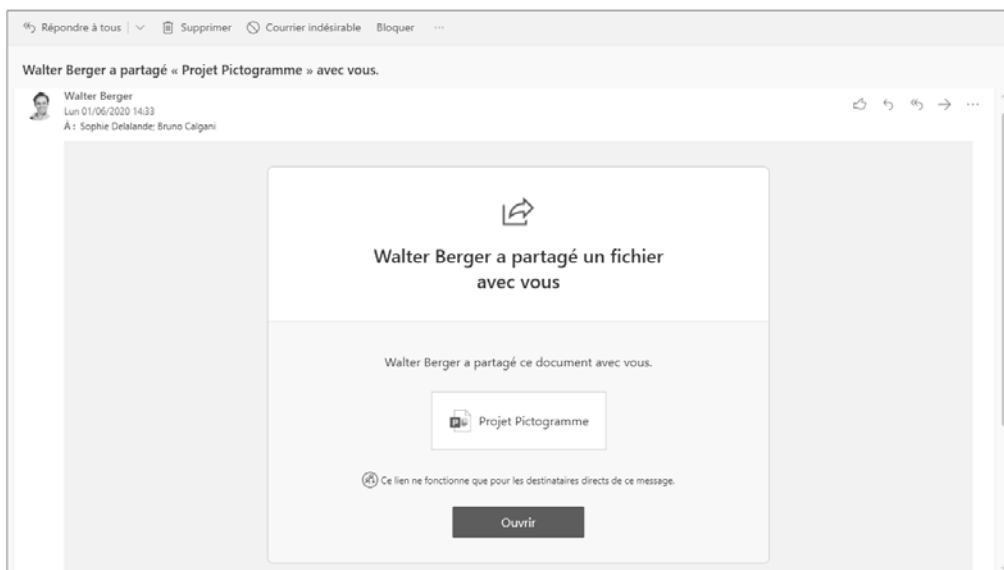 Répondre à tous Supprimer Courrier indésirable Bloquer ...
Walter Berger a partagé « Projet Pictogramme » avec vous.
Walter Berger
Lun 01/06/2020 14:33
À : Sophie Delalande; Bruno Calgani
Walter Berger a partagé un fichier
avec vous
Walter Berger a partagé ce document avec vous.
Projet Pictogramme
Ce lien ne fonctionne que pour les destinataires directs de ce message.
Ouvrir